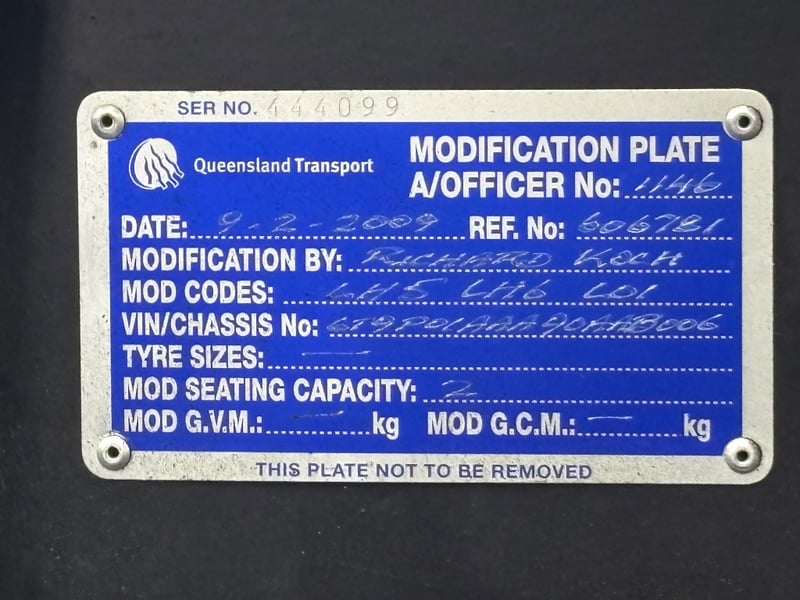 SER NO. 444099
Queensland Transport
MODIFICATION PLATE
A/OFFICER No: 1146
DATE: 9-2-2009 REF. No: 606781
MODIFICATION BY: RICHARD KOCH
MOD CODES: LH5 LH6 LO1
VIN/CHASSIS No:
TYRE SIZES: —
MOD SEATING CAPACITY: 2
MOD G.V.M.: — kg MOD G.C.M.: — kg
THIS PLATE NOT TO BE REMOVED